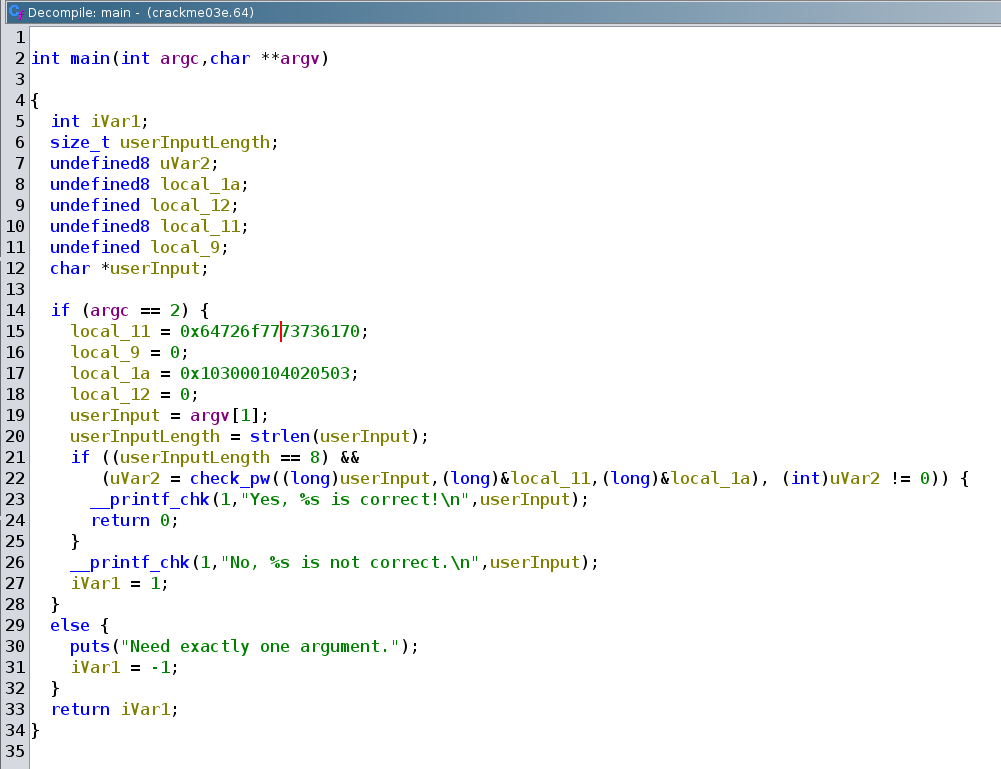 Decompile: main - (crackme03e.64)
1
2 int main(int argc,char **argv)
3
4 {
5 int iVar1;
6 size_t userInputLength;
7 undefined8 uVar2;
8 undefined8 local_1a;
9 undefined local_12;
10 undefined8 local_11;
11 undefined local_9;
12 char *userInput;
13
14 if (argc == 2) {
15 local_11 = 0x64726f7773736170;
16 local_9 = 0;
17 local_1a = 0x103000104020503;
18 local_12 = 0;
19 userInput = argv[1];
20 userInputLength = strlen(userInput);
21 if ((userInputLength == 8) &&
22 (uVar2 = check_pw((long)userInput,(long)&local_11,(long)&local_1a), (int)uVar2 != 0)) {
23 __printf_chk(1,"Yes, %s is correct!\n",userInput);
24 return 0;
25 }
26 __printf_chk(1,"No, %s is not correct.\n",userInput);
27 iVar1 = 1;
28 }
29 else {
30 puts("Need exactly one argument.");
31 iVar1 = -1;
32 }
33 return iVar1;
34 }
35